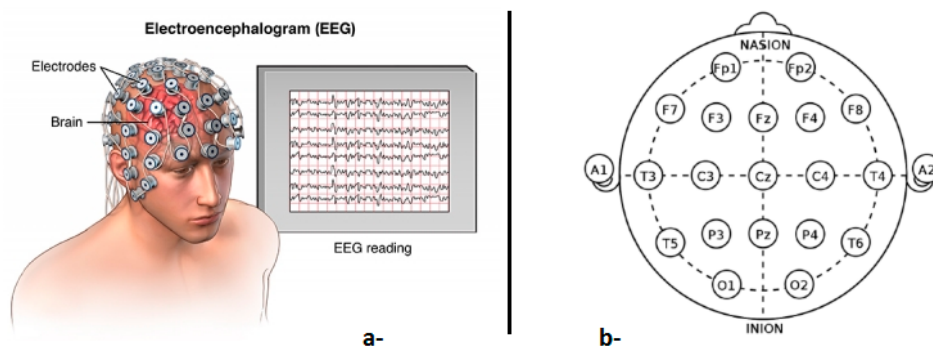 Electroencephalogram (EEG)
Electrodes
Brain
EEG reading
a-
NASION
Fp1 Fp2
F7 F3 Fz F4 F8
A1 T3 C3 Cz C4 T4 A2
T5 P3 Pz P4 T6
O1 O2
INION
b-